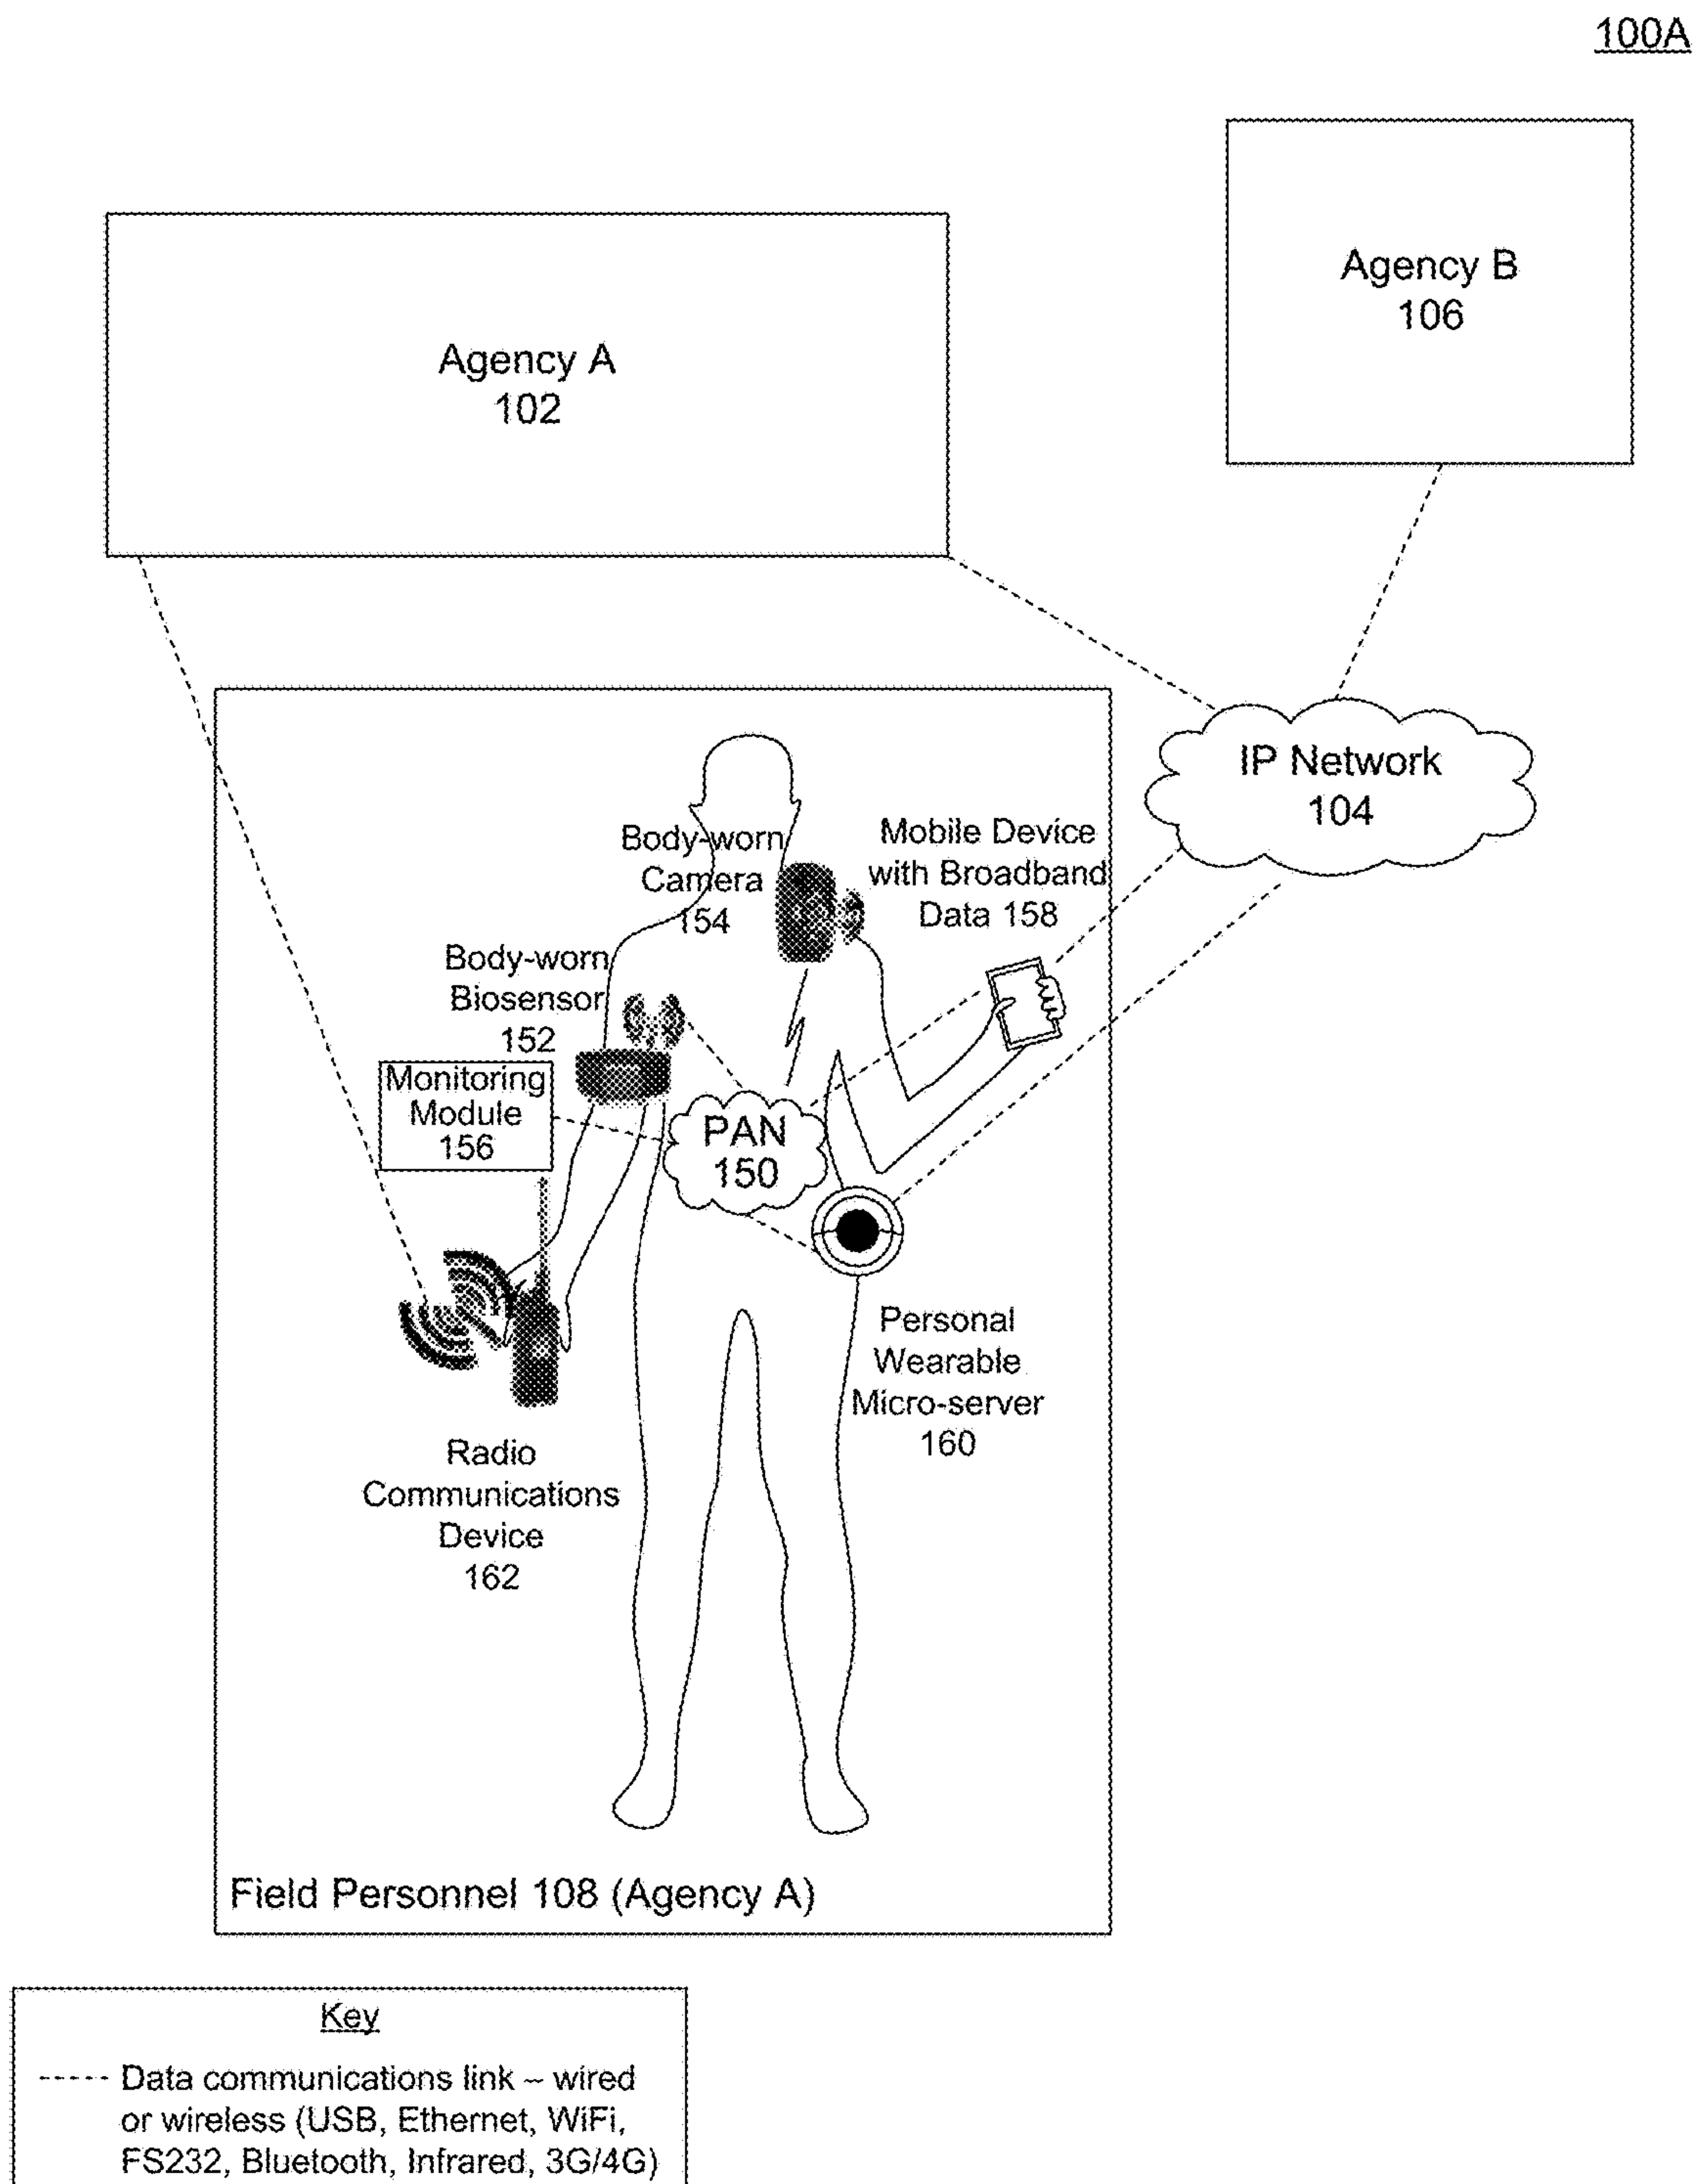 100A
Agency B
106
Agency A
102
IP Network
104
Body-worn
Camera
154
Mobile Device
with Broadband
Data 158
Body-worn
Biosensor
152
Monitoring
Module
156
PAN
150
Personal
Wearable
Micro-server
160
Radio
Communications
Device
162
Field Personnel 108 (Agency A)
Key
Data communications link – wired
or wireless (USB, Ethernet, WiFi,
FS232, Bluetooth, Infrared, 3G/4G)